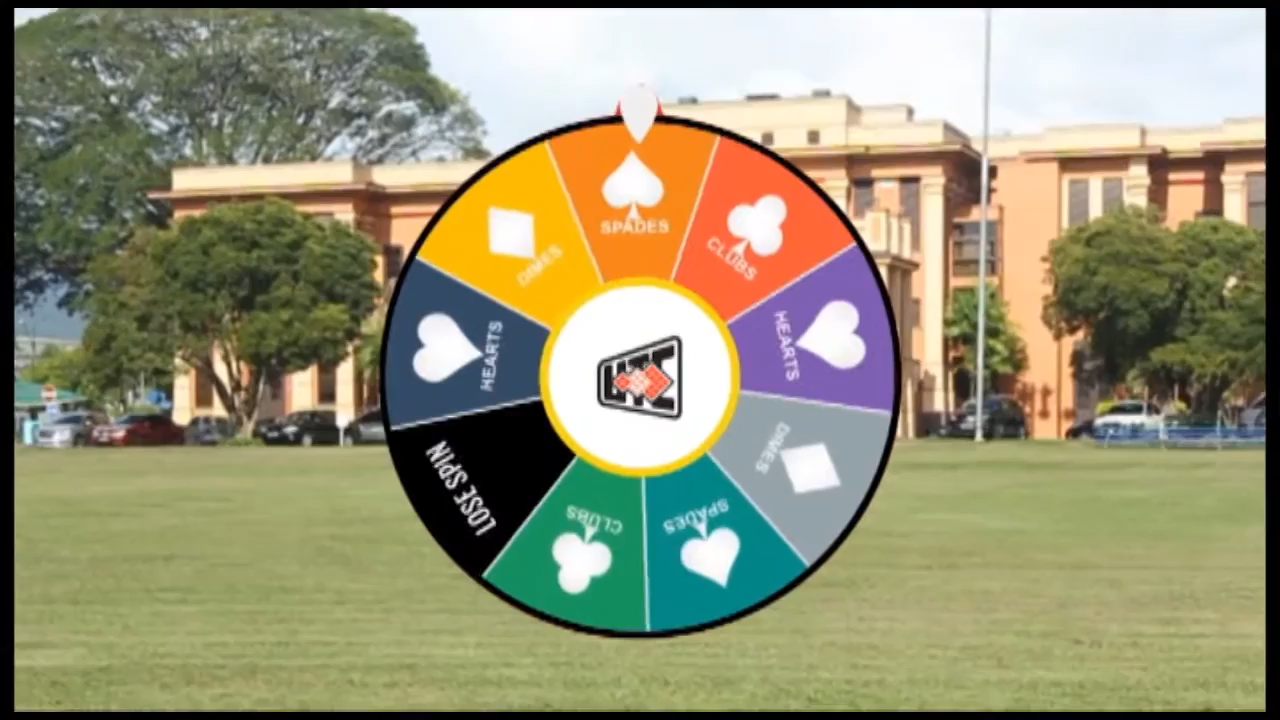 SPADES
CLUBS
HEARTS
DIMES
SPADES
CLUBS
LOSE SPIN
HEARTS
DIMES